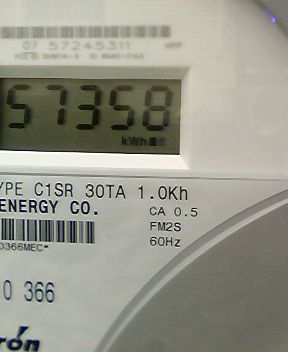 07 57245311
57358
kWh
YPE C1SR 30TA 1.0Kh
ENERGY CO.
CA 0.5
FM2S
60Hz
0366MEC*
0 366
rón